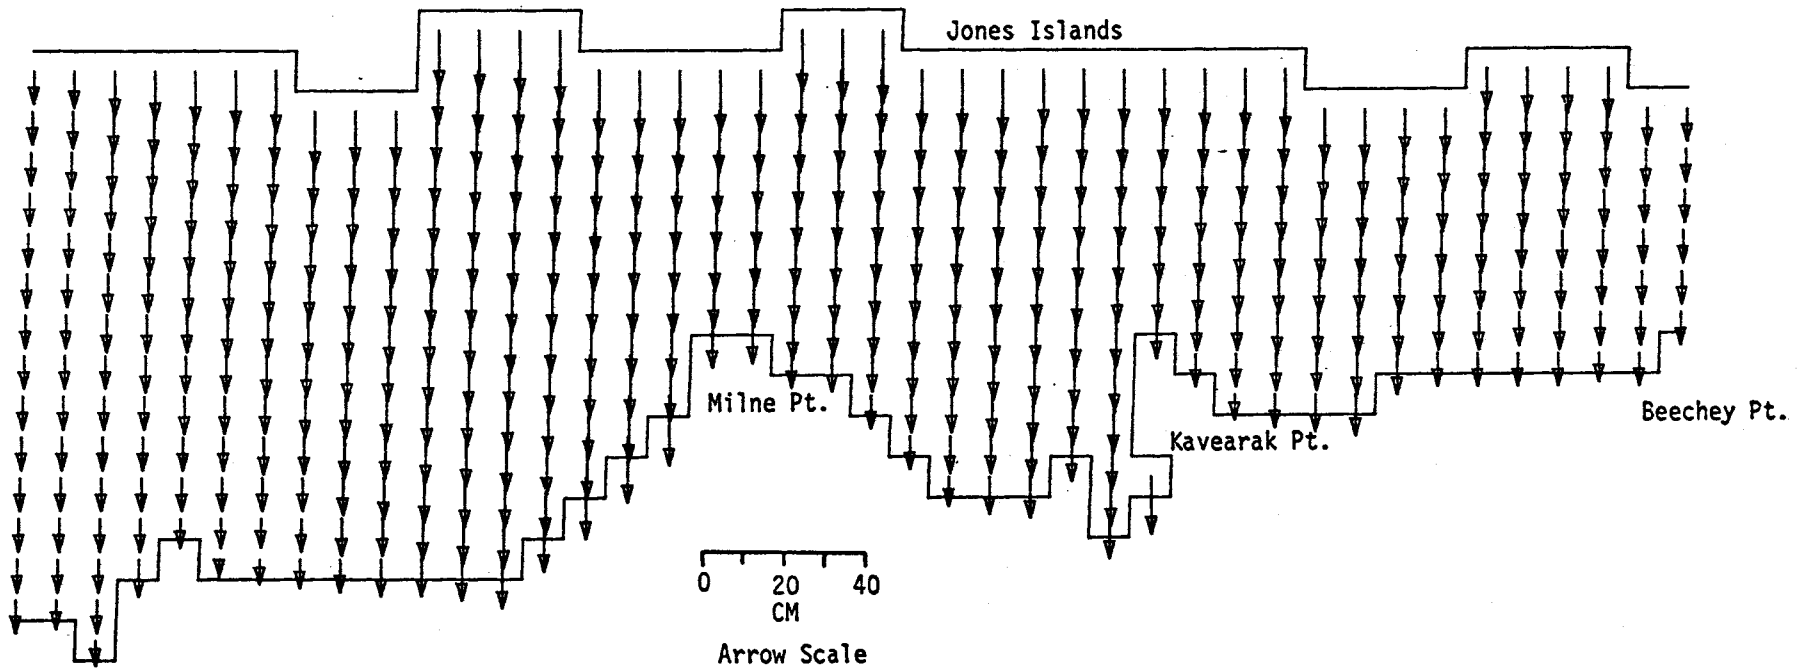 Jones Islands
Milne Pt.
Kavearak Pt.
Beechey Pt.
0 20 40
CM
Arrow Scale